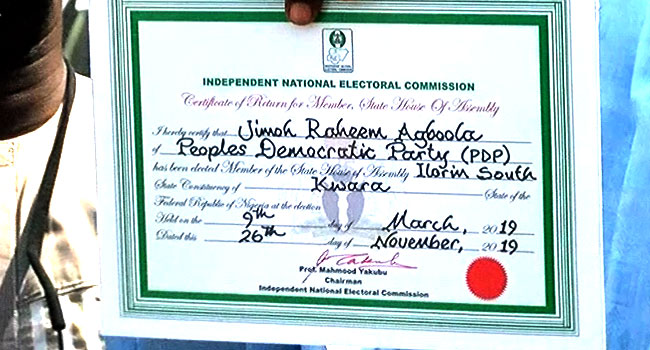 INDEPENDENT NATIONAL ELECTORAL COMMISSION
Certificate of Return for Member, State House Of Assembly
I hereby certify that Jimoh Raheem Agboola
of Peoples Democratic Party (PDP)
has been elected Member of the State House of Assembly Ilorin South
State Constituency of Kwara State of the
Federal Republic of Nigeria at the election
Held on the 9th day of March, 2019
Dated this 26th day of November, 2019
Prof. Mahmood Yakubu
Chairman
Independent National Electoral Commission